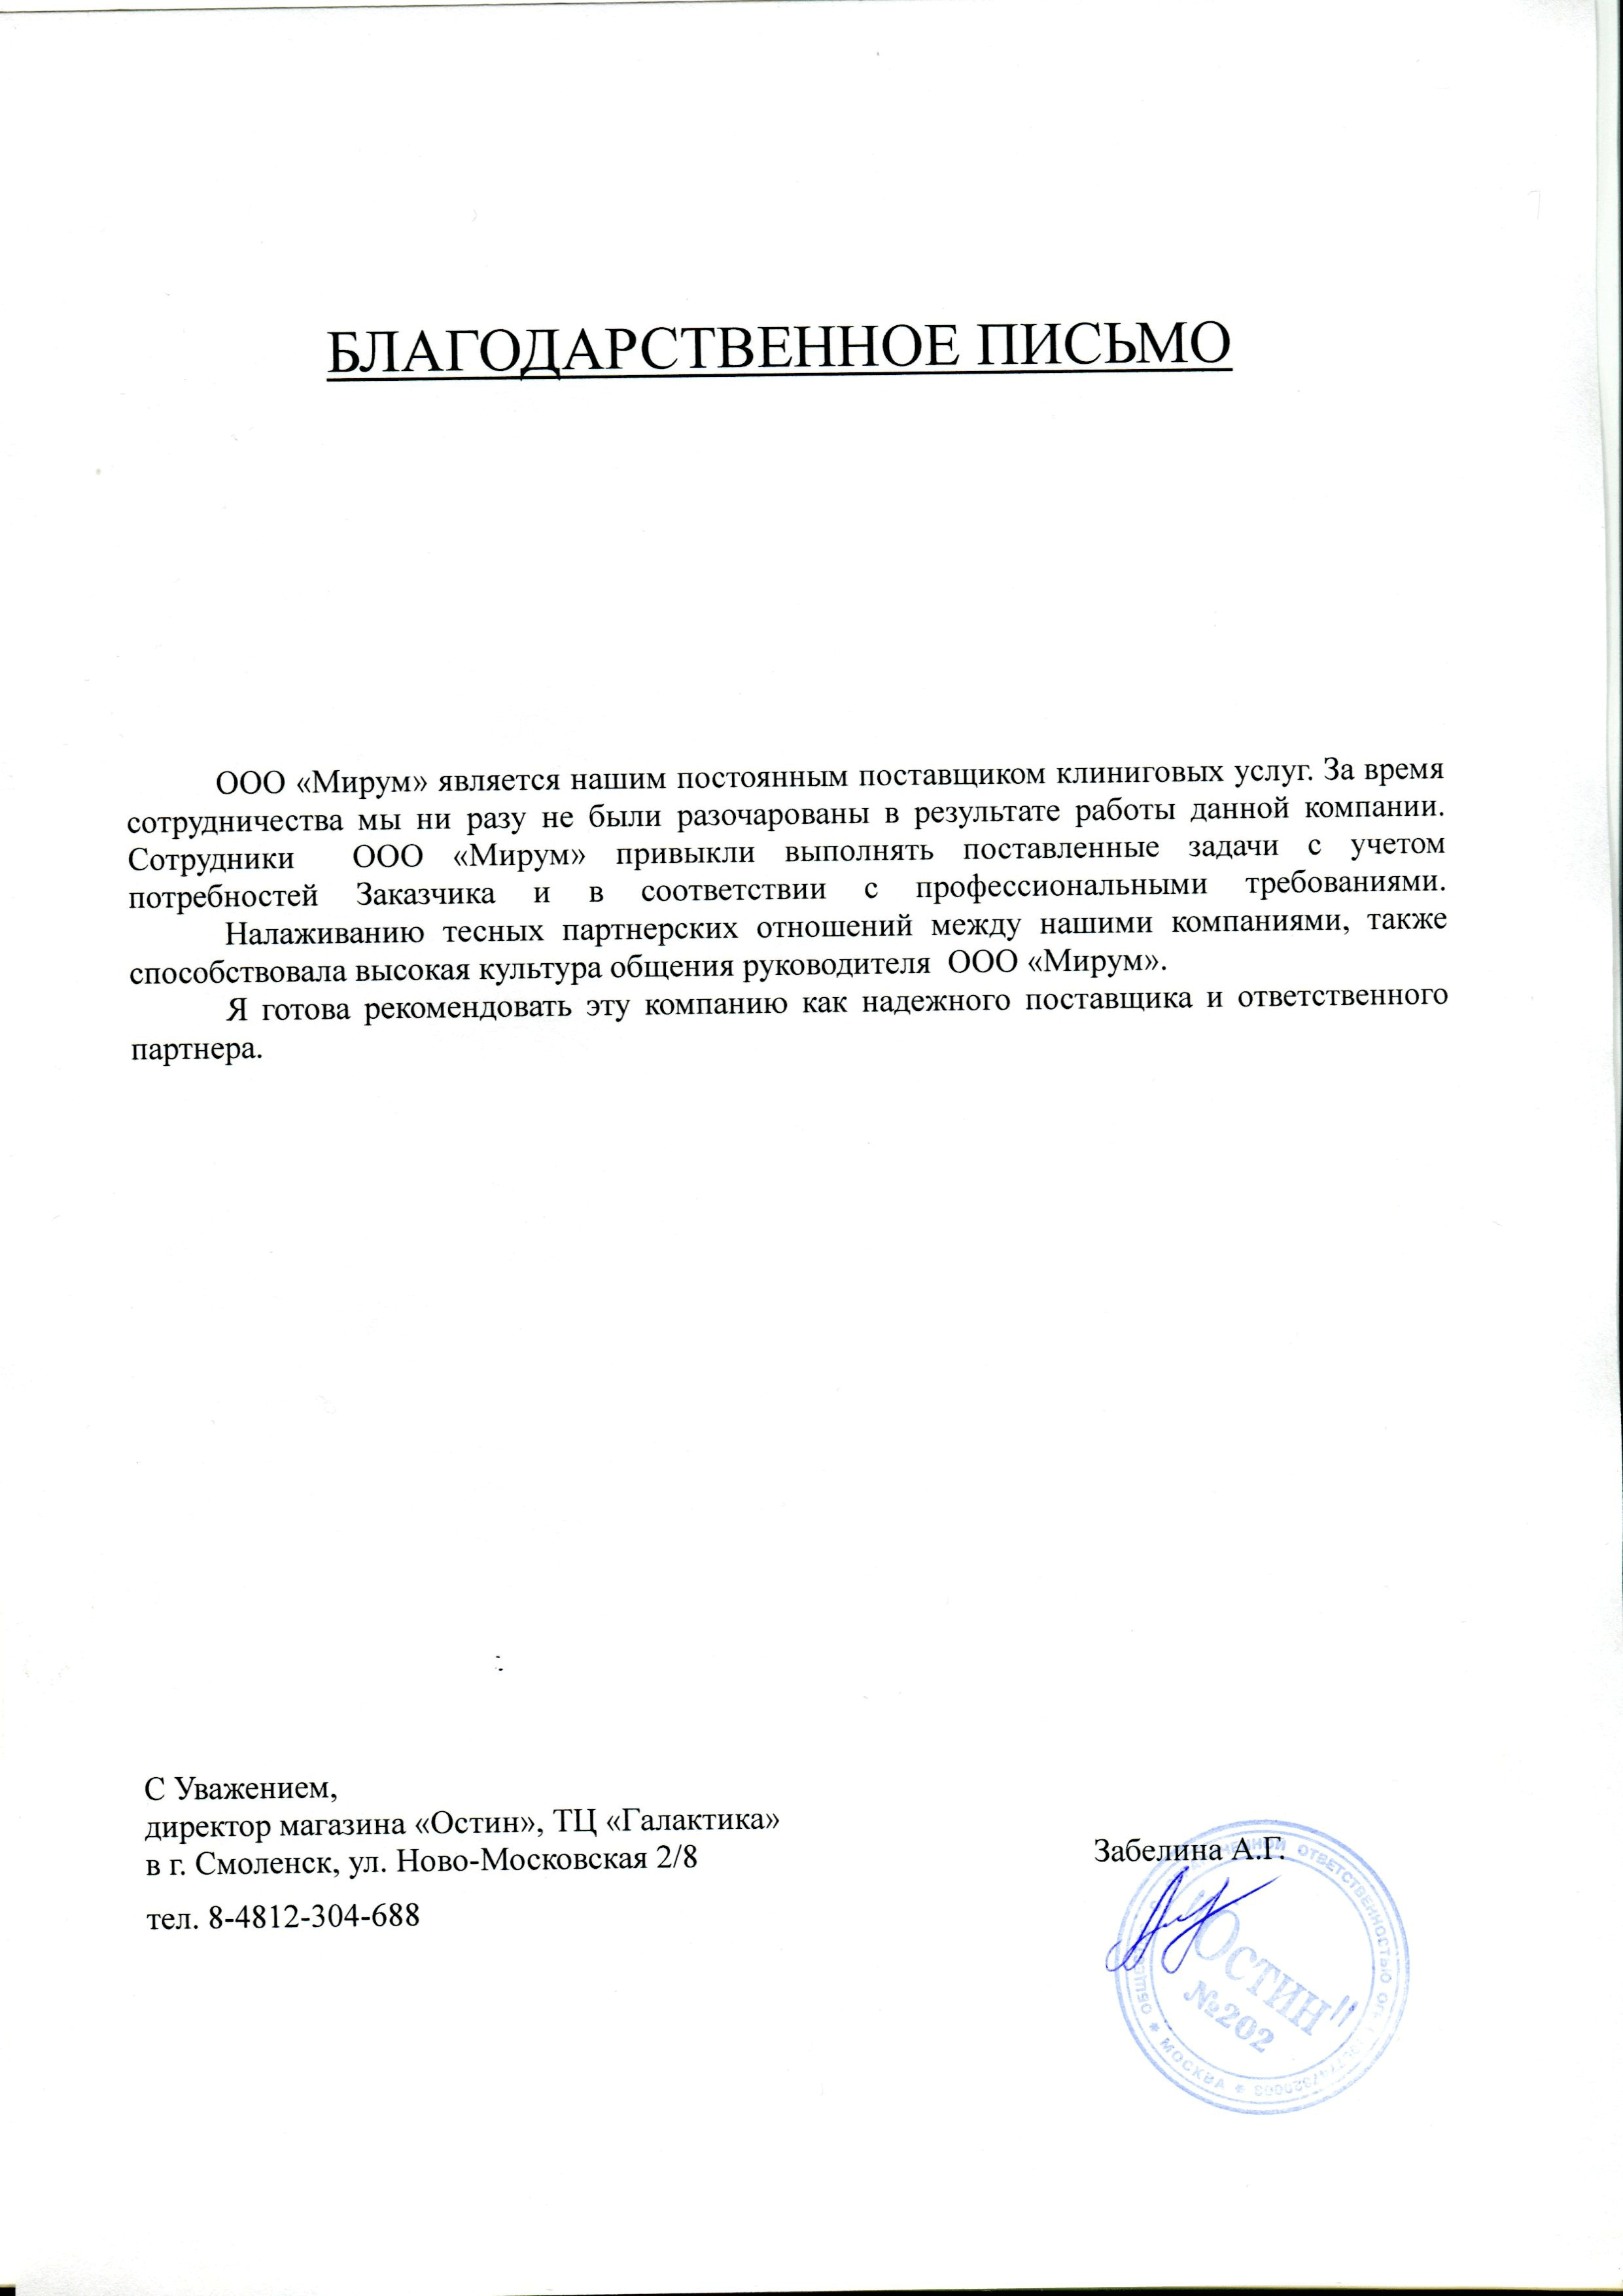 БЛАГОДАРСТВЕННОЕ ПИСЬМО
ООО «Мирум» является нашим постоянным поставщиком клиниговых услуг. За время
сотрудничества мы ни разу не были разочарованы в результате работы данной компании.
Сотрудники ООО «Мирум» привыкли выполнять поставленные задачи с учетом
потребностей Заказчика и в соответствии с профессиональными требованиями.
Налаживанию тесных партнерских отношений между нашими компаниями, также
способствовала высокая культура общения руководителя ООО «Мирум».
Я готова рекомендовать эту компанию как надежного поставщика и ответственного
партнера.
С Уважением,
директор магазина «Остин», ТЦ «Галактика»
в г. Смоленск, ул. Ново-Московская 2/8
тел. 8-4812-304-688
Забелина А.Г.
ОТВЕТСТВЕННОСТЬЮ
* МОСКВА *
"Остин"
№202